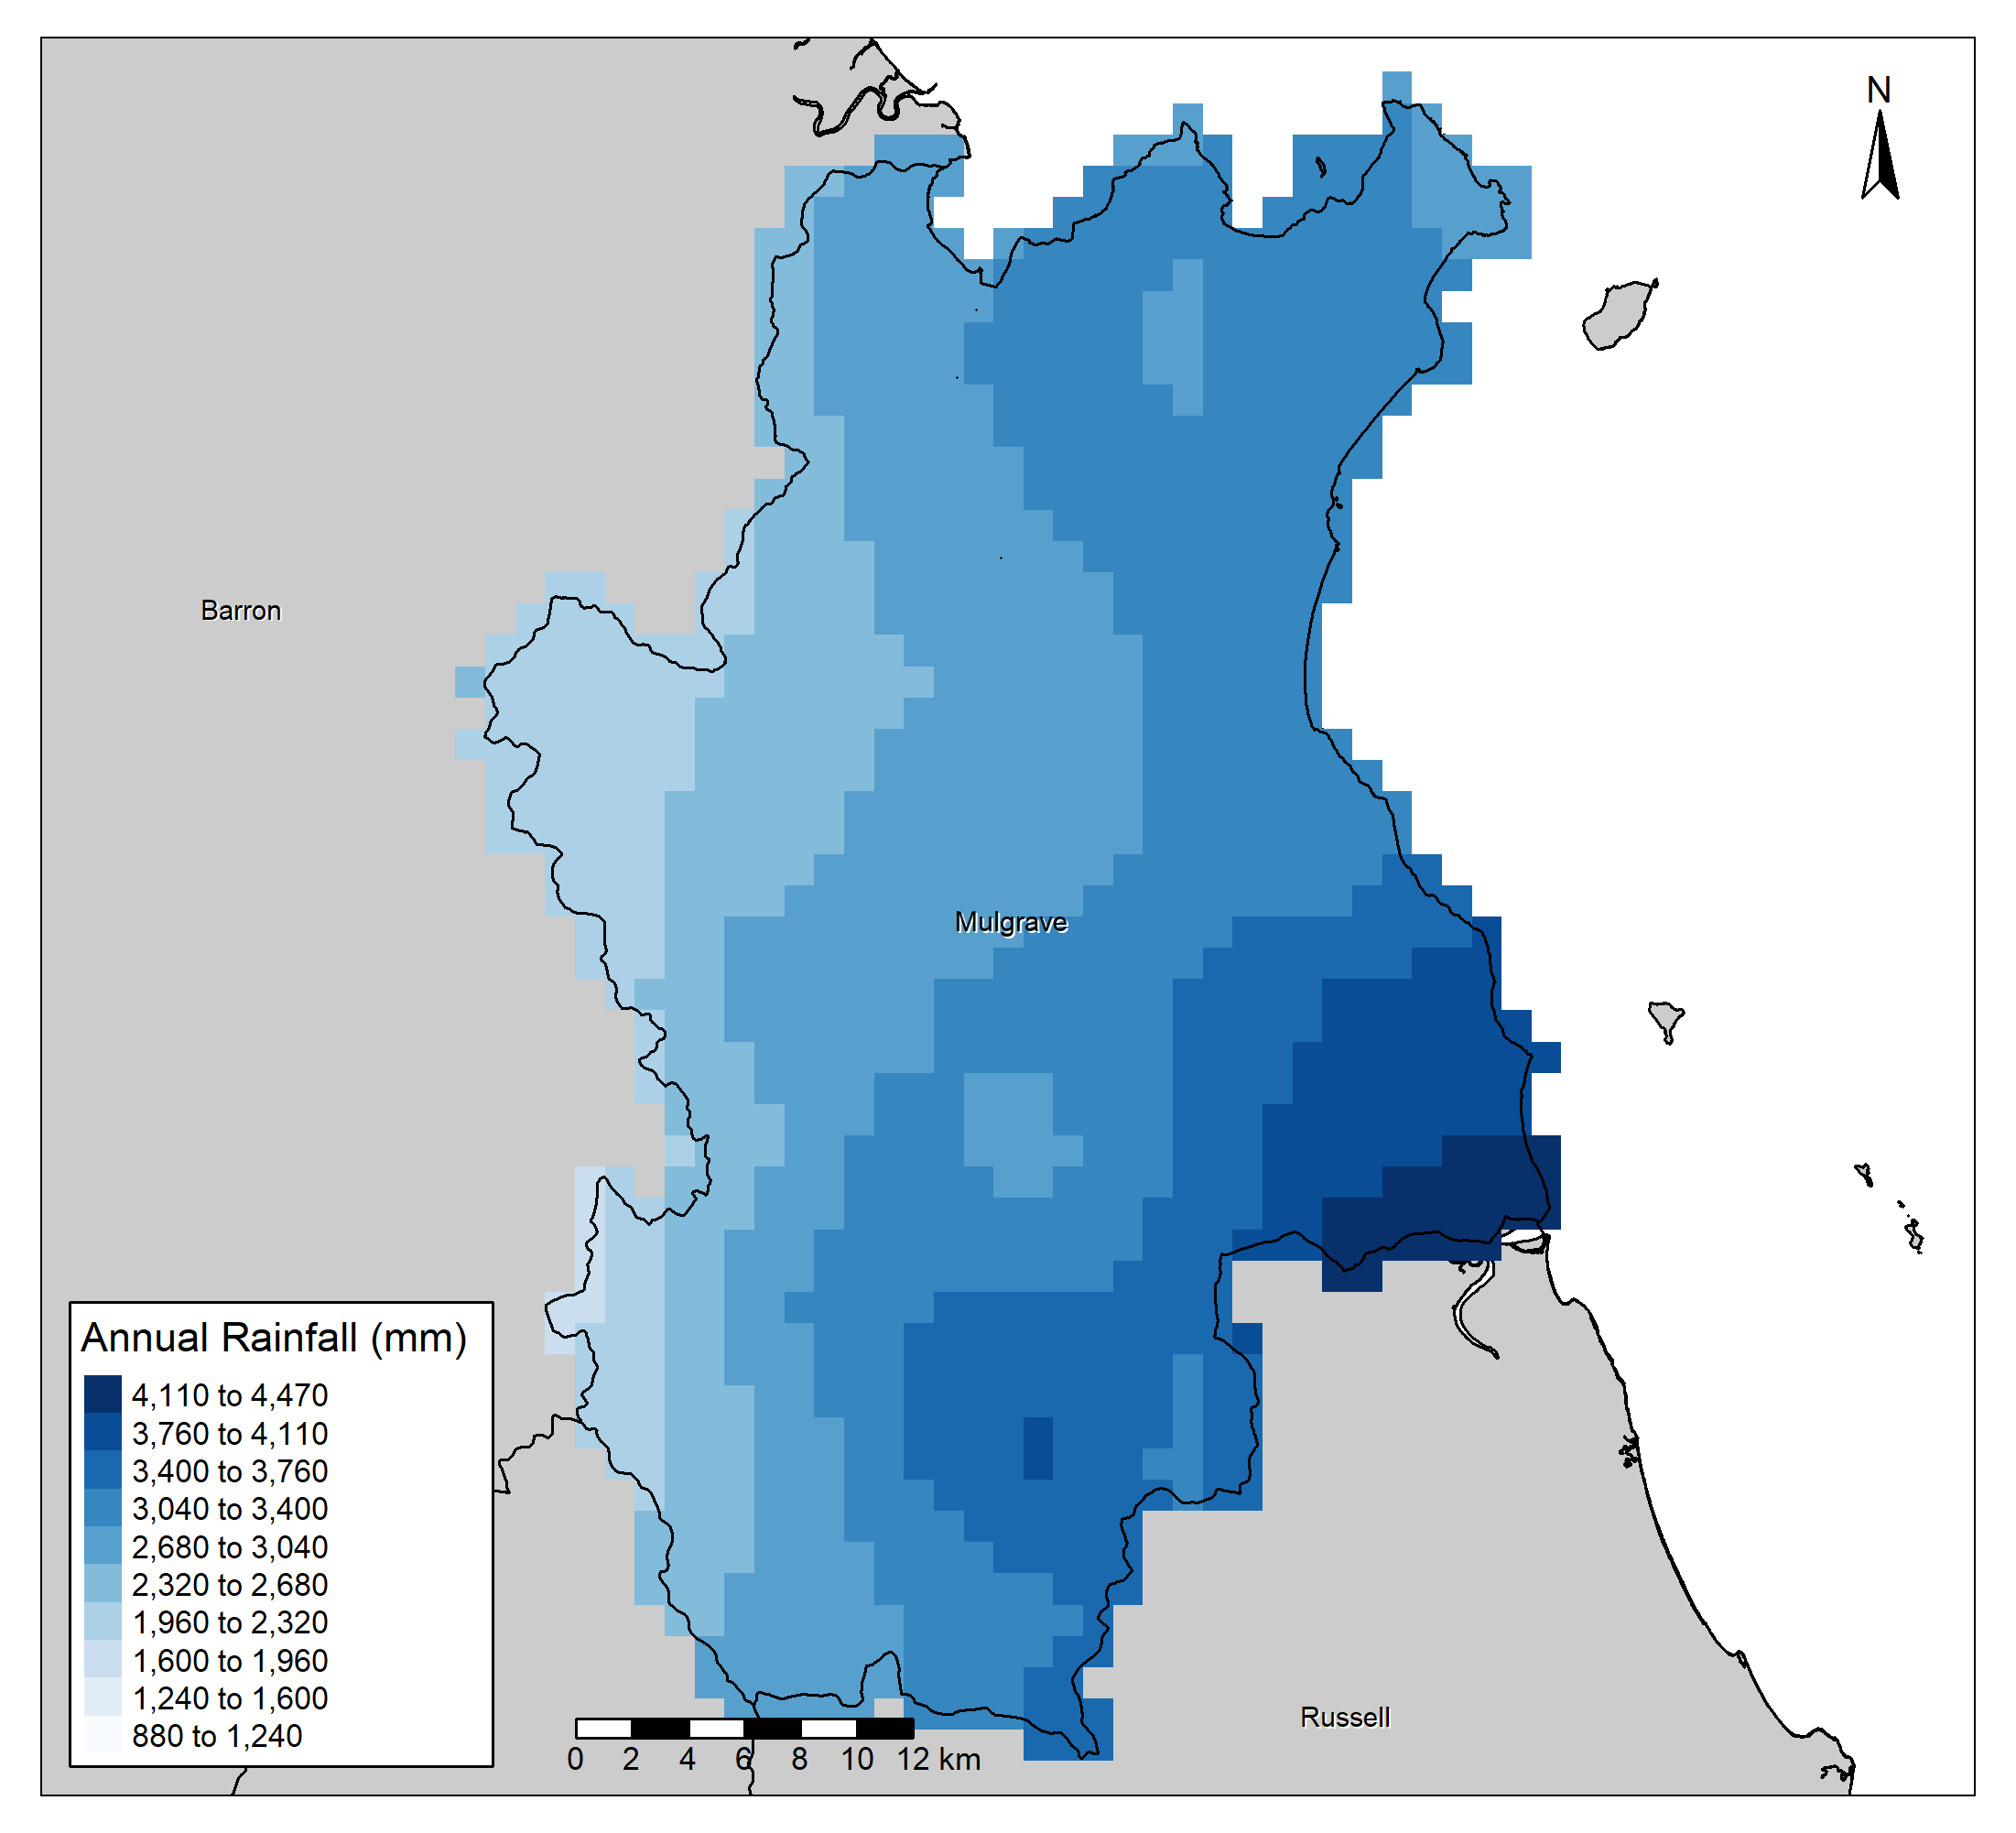 N
Barron
Mulgrave
Annual Rainfall (mm)
4,110 to 4,470
3,760 to 4,110
3,400 to 3,760
3,040 to 3,400
2,680 to 3,040
2,320 to 2,680
1,960 to 2,320
1,600 to 1,960
1,240 to 1,600
880 to 1,240
Russell
0 2 4 6 8 10 12 km